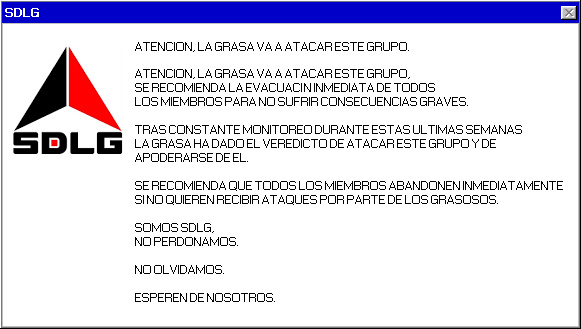 SDLG
ATENCION, LA GRASA VA A ATACAR ESTE GRUPO.
ATENCION, LA GRASA VA A ATACAR ESTE GRUPO,
SE RECOMIENDA LA EVACUACIN INMEDIATA DE TODOS
LOS MIEMBROS PARA NO SUFRIR CONSECUENCIAS GRAVES.
SDLG
TRAS CONSTANTE MONITOREO DURANTE ESTAS ULTIMAS SEMANAS
LA GRASA HA DADO EL VEREDICTO DE ATACAR ESTE GRUPO Y DE
APODERARSE DE EL.
SE RECOMIENDA QUE TODOS LOS MIEMBROS ABANDONEN INMEDIATAMENTE
SI NO QUIEREN RECIBIR ATAQUES POR PARTE DE LOS GRASOSOS.
SOMOS SDLG,
NO PERDONAMOS.
NO OLVIDAMOS.
ESPEREN DE NOSOTROS.